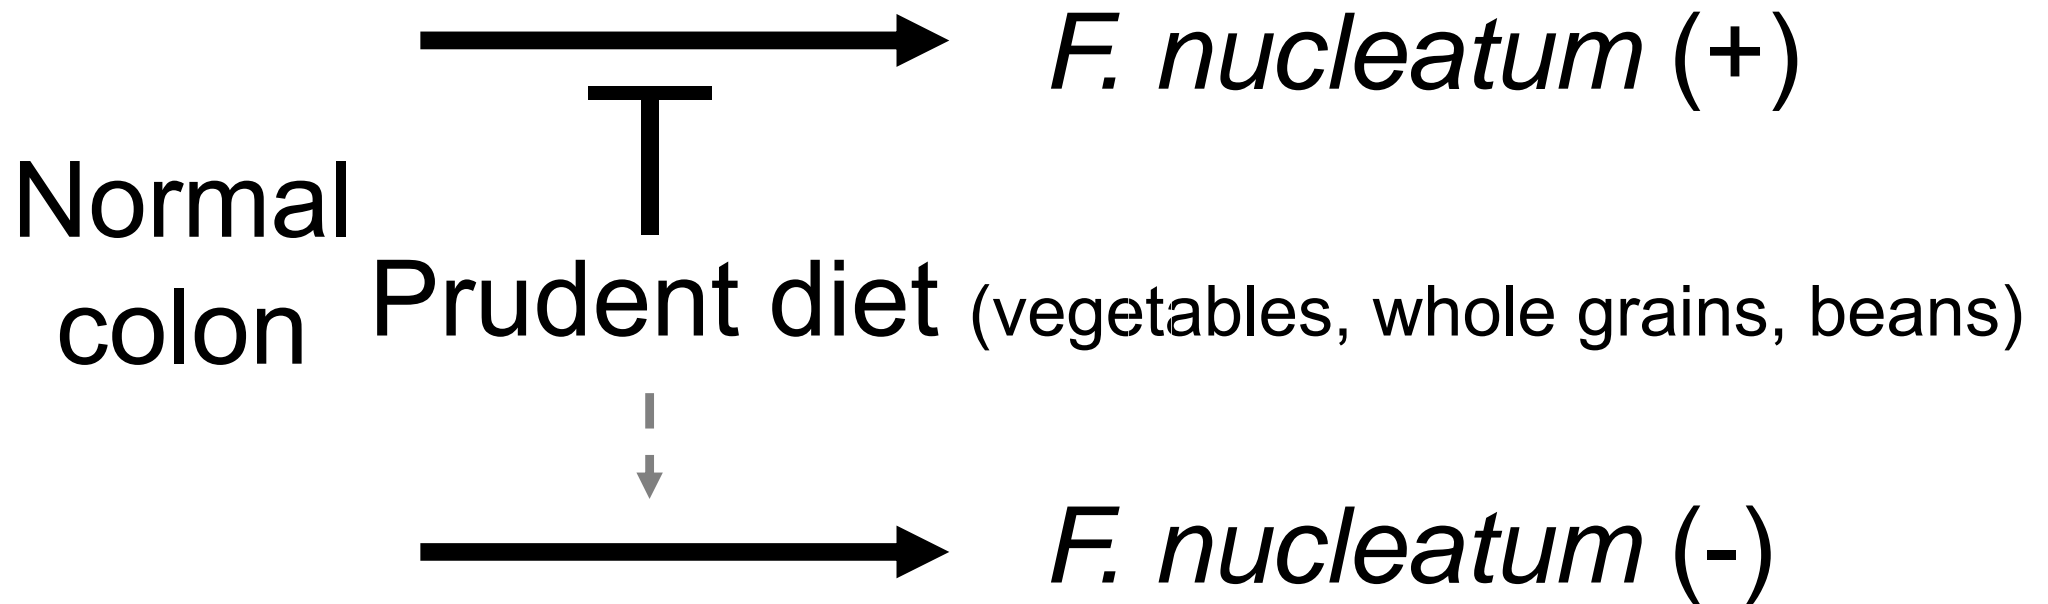 F. nucleatum (+)
Normal
colon
Prudent diet (vegetables, whole grains, beans)
F. nucleatum (-)